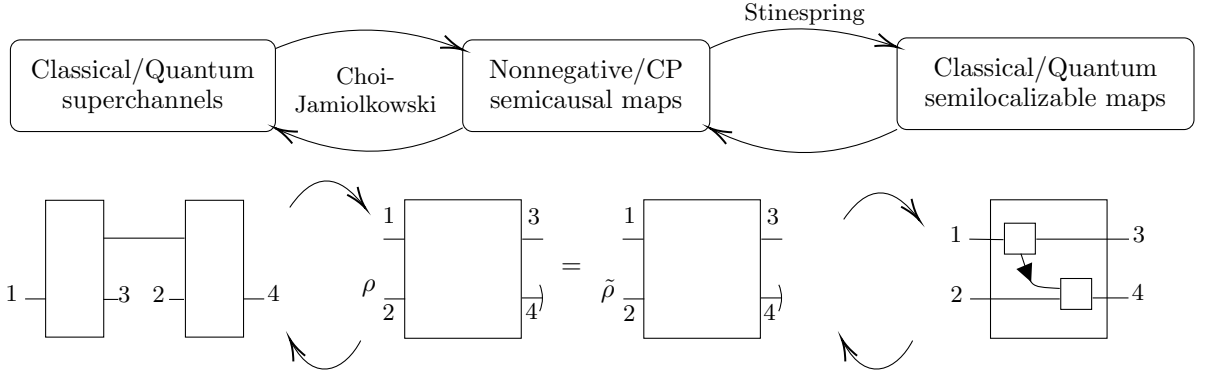 Stinespring
Classical/Quantum
superchannels
Choi-
Jamiolkowski
Nonnegative/CP
semicausal maps
Classical/Quantum
semilocalizable maps
1
3
2
4
1
3
ρ
2
4
=
1
3
ρ̃
2
4
1
3
2
4